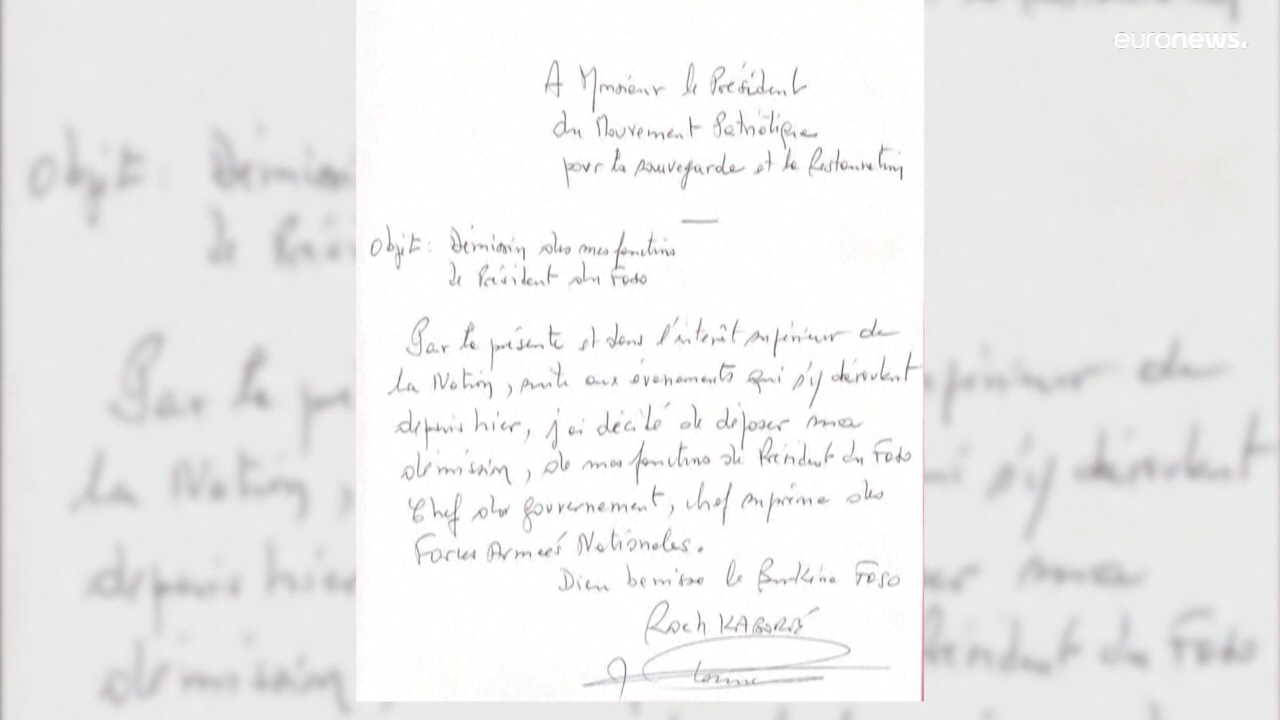 euronews.
A Monsieur le Président
du Mouvement Patriotique
pour la sauvegarde et la Restauration
Objet: Démission de mes fonctions
de Président du Faso
Par la présente et dans l'intérêt supérieur de
la Nation, suite aux évènements qui s'y déroulent
depuis hier, j'ai décidé de déposer ma
démission, de mes fonctions de Président du Faso
Chef du gouvernement, chef suprême des
Forces Armées Nationales.
Dieu bénisse le Burkina Faso
Roch KABORÉ